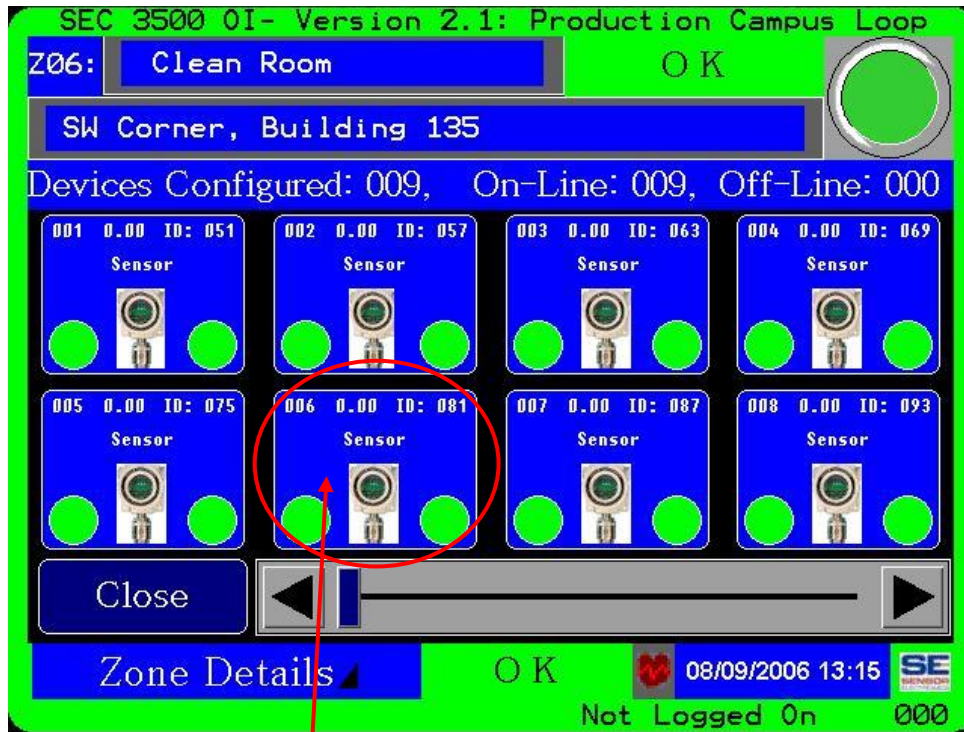 SEC 3500 OI- Version 2.1: Production Campus Loop
Z06: Clean Room OK
SW Corner, Building 135
Devices Configured: 009, On-Line: 009, Off-Line: 000
001 0.00 ID: 051
Sensor
002 0.00 ID: 057
Sensor
003 0.00 ID: 063
Sensor
004 0.00 ID: 069
Sensor
005 0.00 ID: 075
Sensor
006 0.00 ID: 081
Sensor
007 0.00 ID: 087
Sensor
008 0.00 ID: 093
Sensor
Close
Zone Details OK 08/09/2006 13:15 SE
SENSOR
Not Logged On 000